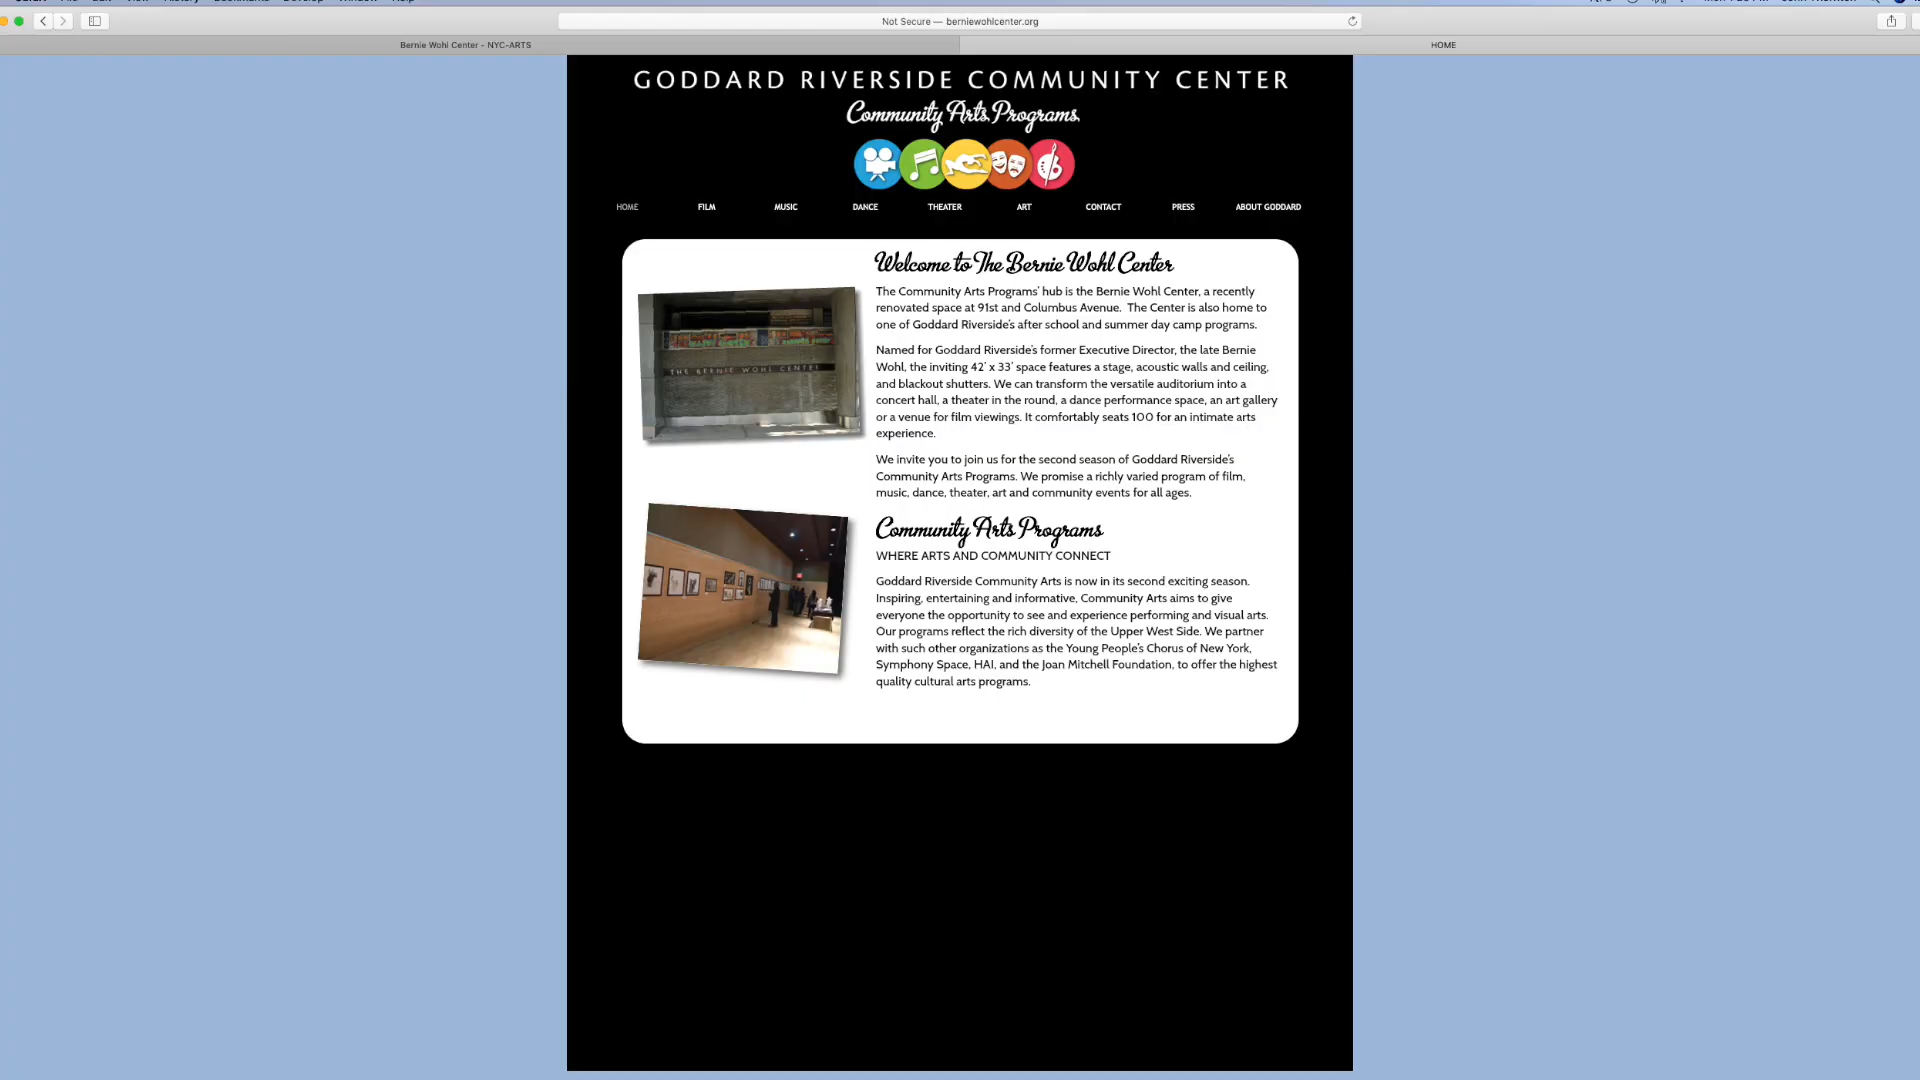 Not Secure — berniewohlcenter.org
Bernie Wohl Center - NYC-ARTS
HOME
GODDARD RIVERSIDE COMMUNITY CENTER
Community Arts Programs
HOME FILM MUSIC DANCE THEATER ART CONTACT PRESS ABOUT GODDARD
Welcome to The Bernie Wohl Center
The Community Arts Programs' hub is the Bernie Wohl Center, a recently
renovated space at 91st and Columbus Avenue. The Center is also home to
one of Goddard Riverside's after school and summer day camp programs.
Named for Goddard Riverside's former Executive Director, the late Bernie
Wohl, the inviting 42' x 33' space features a stage, acoustic walls and ceiling,
and blackout shutters. We can transform the versatile auditorium into a
concert hall, a theater in the round, a dance performance space, an art gallery
or a venue for film viewings. It comfortably seats 100 for an intimate arts
experience.
We invite you to join us for the second season of Goddard Riverside's
Community Arts Programs. We promise a richly varied program of film,
music, dance, theater, art and community events for all ages.
THE BERNIE WOHL CENTER
Community Arts Programs
WHERE ARTS AND COMMUNITY CONNECT
Goddard Riverside Community Arts is now in its second exciting season.
Inspiring, entertaining and informative, Community Arts aims to give
everyone the opportunity to see and experience performing and visual arts.
Our programs reflect the rich diversity of the Upper West Side. We partner
with such other organizations as the Young People's Chorus of New York,
Symphony Space, HAI, and the Joan Mitchell Foundation, to offer the highest
quality cultural arts programs.